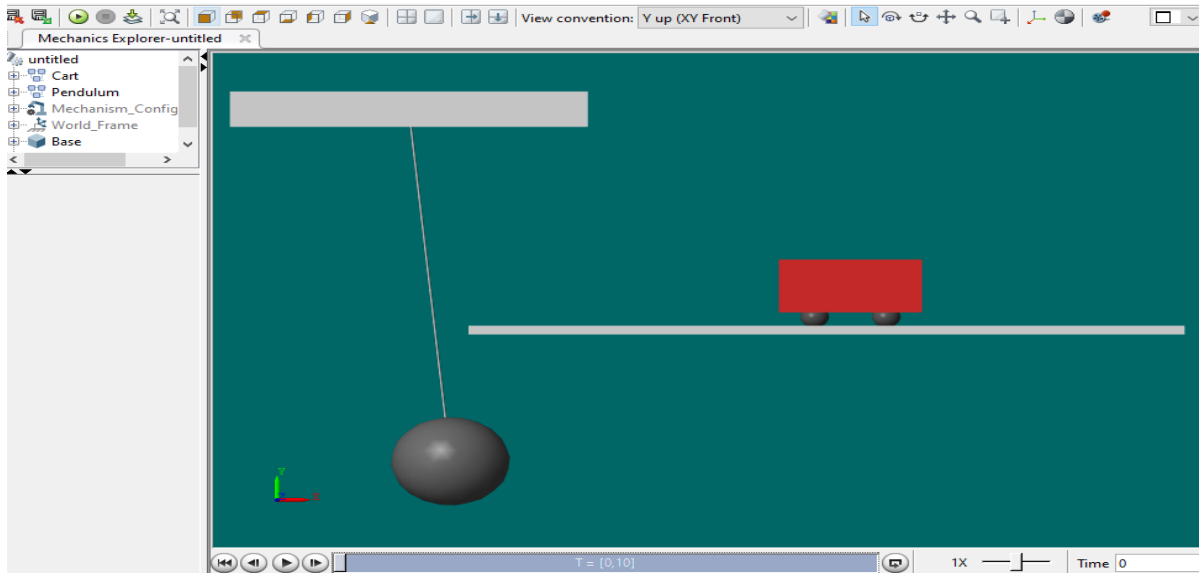 View convention: Y up (XY Front)
Mechanics Explorer-untitled
untitled
Cart
Pendulum
Mechanism_Config
World_Frame
Base
Y
X
T = [0,10]
1X
Time 0